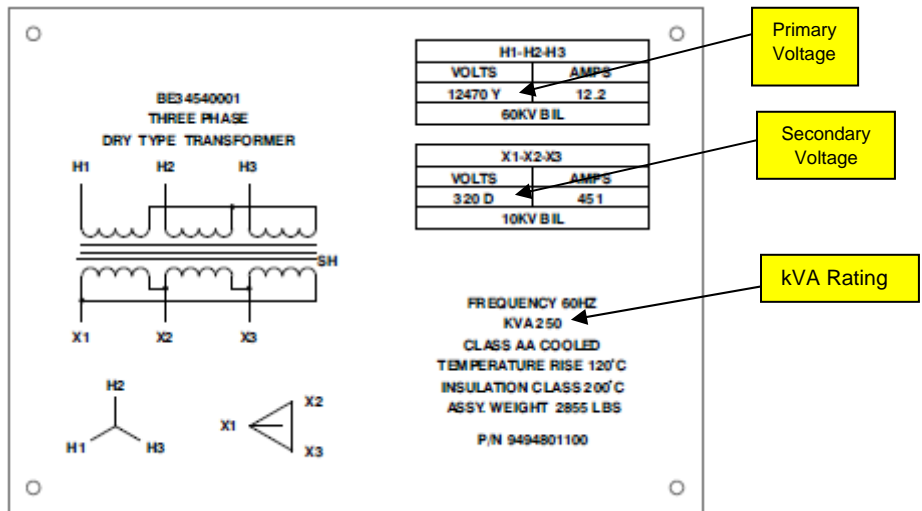 BE34540001
THREE PHASE
DRY TYPE TRANSFORMER
H1 H2 H3
SH
X1 X2 X3
H2
H1 H3
X2
X1
X3
H1-H2-H3
VOLTS AMPS
12470 Y 12.2
60KV BIL
X1-X2-X3
VOLTS AMPS
320 D 451
10KV BIL
FREQUENCY 60HZ
KVA 250
CLASS AA COOLED
TEMPERATURE RISE 120°C
INSULATION CLASS 200°C
ASSY. WEIGHT 2855 LBS
P/N 9494801100
Primary
Voltage
Secondary
Voltage
kVA Rating